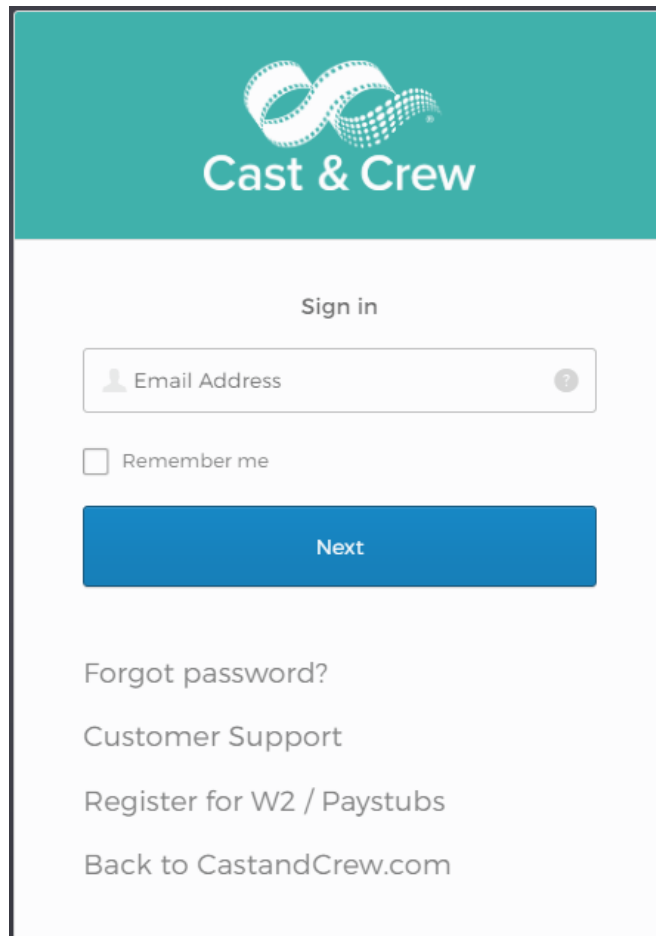 Cast & Crew
Sign in
Email Address
?
Remember me
Next
Forgot password?
Customer Support
Register for W2 / Paystubs
Back to CastandCrew.com